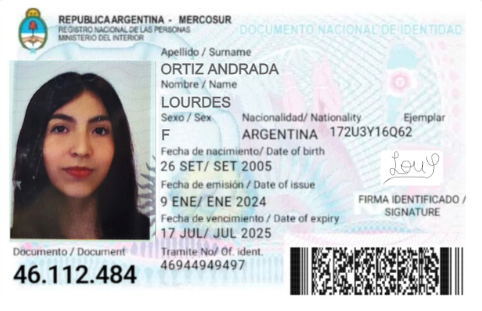 REPUBLICA ARGENTINA - MERCOSUR
REGISTRO NACIONAL DE LAS PERSONAS
MINISTERIO DEL INTERIOR
DOCUMENTO NACIONAL DE IDENTIDAD
Apellido / Surname
ORTIZ ANDRADA
Nombre / Name
LOURDES
Sexo / Sex Nacionalidad/ Nationality Ejemplar
F ARGENTINA 172U3Y16Q62
Fecha de nacimiento/ Date of birth
26 SET/ SET 2005
Fecha de emisión / Date of issue
9 ENE/ ENE 2024
Fecha de vencimiento / Date of expiry
17 JUL/ JUL 2025
FIRMA IDENTIFICADO /
SIGNATURE
Documento / Document
46.112.484
Tramite No/ Of. ident.
46944949497